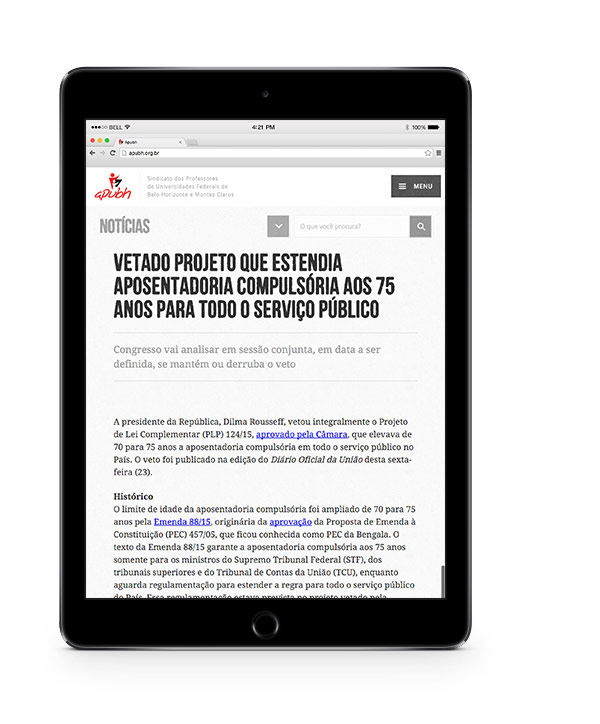 BELL 4:21 PM 100%
Apubh
apubh.org.br
apubh
Sindicato dos Professores
de Universidades Federais de
Belo Horizonte e Montes Claros
MENU
NOTÍCIAS
O que você procura?
VETADO PROJETO QUE ESTENDIA
APOSENTADORIA COMPULSÓRIA AOS 75
ANOS PARA TODO O SERVIÇO PÚBLICO
Congresso vai analisar em sessão conjunta, em data a ser
definida, se mantém ou derruba o veto
A presidente da República, Dilma Rousseff, vetou integralmente o Projeto
de Lei Complementar (PLP) 124/15, aprovado pela Câmara, que elevava de
70 para 75 anos a aposentadoria compulsória em todo o serviço público no
País. O veto foi publicado na edição do Diário Oficial da União desta sexta-
feira (23).
Histórico
O limite de idade da aposentadoria compulsória foi ampliado de 70 para 75
anos pela Emenda 88/15, originária da aprovação da Proposta de Emenda à
Constituição (PEC) 457/05, que ficou conhecida como PEC da Bengala. O
texto da Emenda 88/15 garante a aposentadoria compulsória aos 75 anos
somente para os ministros do Supremo Tribunal Federal (STF), dos
tribunais superiores e do Tribunal de Contas da União (TCU), enquanto
aguarda regulamentação para estender a regra para todo o serviço público
do País. Essa regulamentação estava prevista no projeto vetado pela